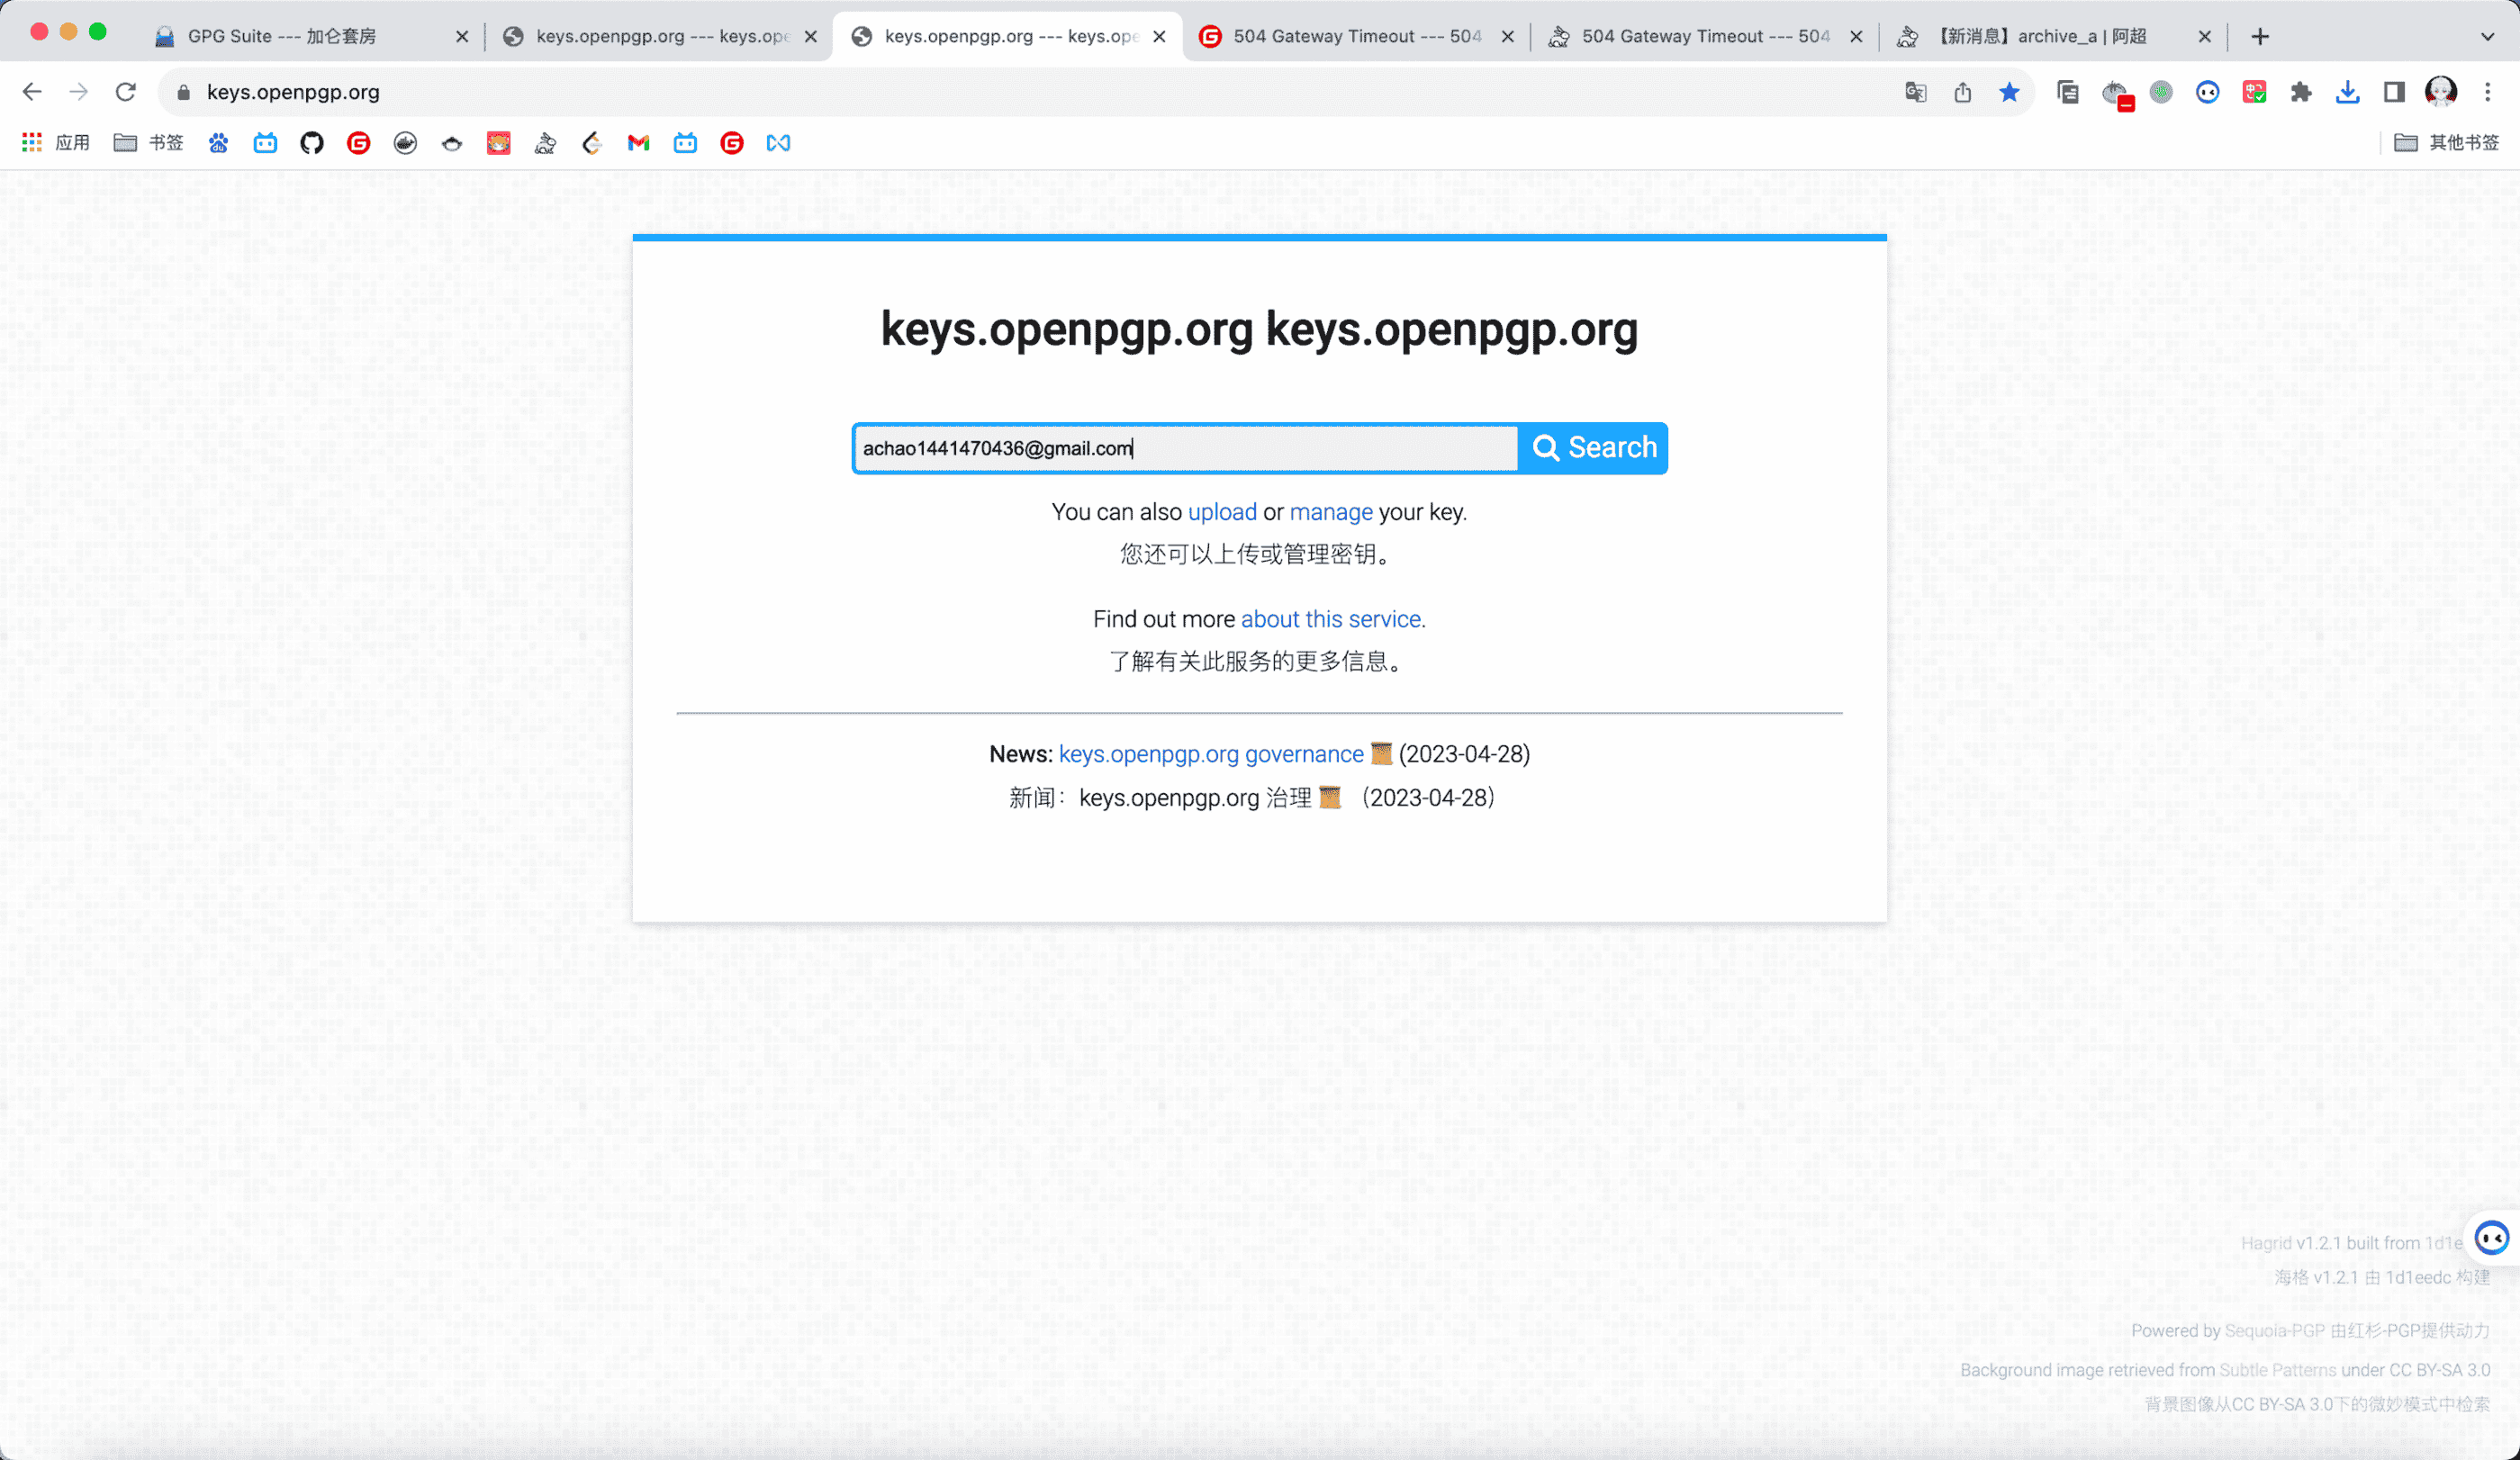 GPG Suite --- 加仑套房
keys.openpgp.org --- keys.ope
keys.openpgp.org --- keys.ope
504 Gateway Timeout --- 504
504 Gateway Timeout --- 504
【新消息】archive_a | 阿超
keys.openpgp.org
应用
书签
其他书签
keys.openpgp.org keys.openpgp.org
achao1441470436@gmail.com
Search
You can also upload or manage your key.
您还可以上传或管理密钥。
Find out more about this service.
了解有关此服务的更多信息。
News: keys.openpgp.org governance 📜 (2023-04-28)
新闻：keys.openpgp.org 治理 📜 （2023-04-28）
Hagrid v1.2.1 built from 1d1e
海格 v1.2.1 由 1d1eedc 构建
Powered by Sequoia-PGP 由红杉-PGP提供动力
Background image retrieved from Subtle Patterns under CC BY-SA 3.0
背景图像从CC BY-SA 3.0下的微妙模式中检索